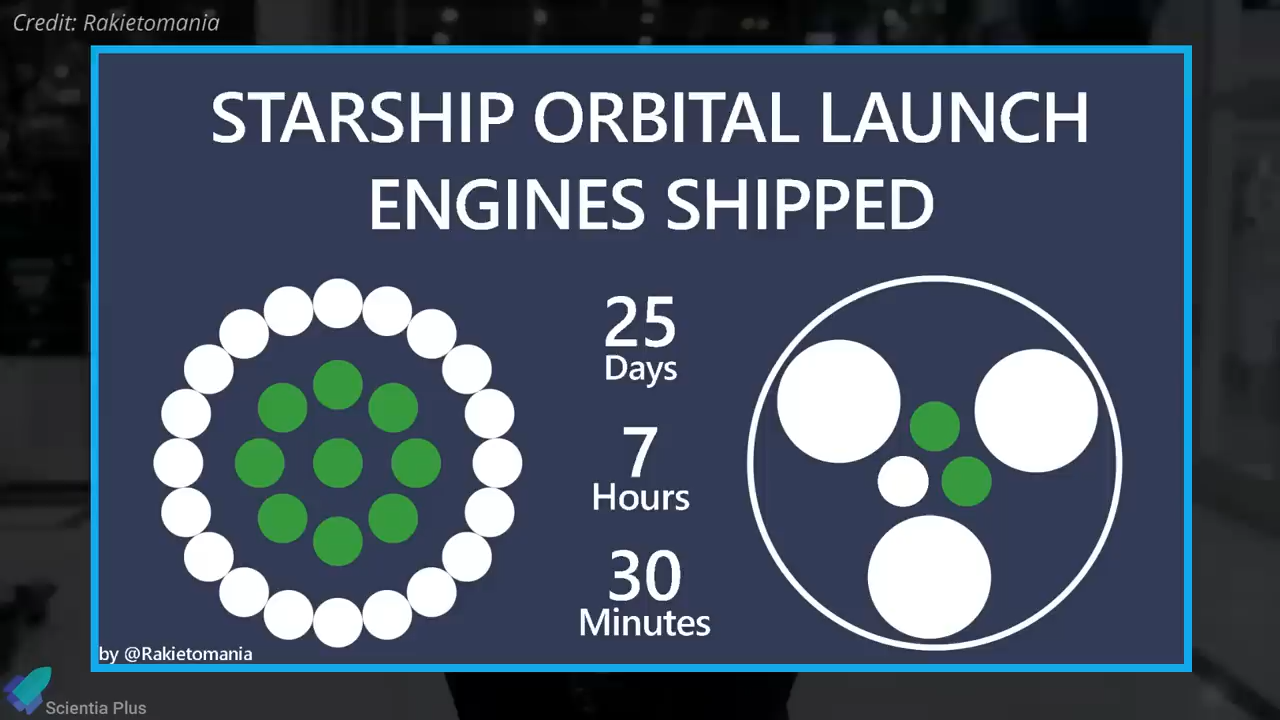 Credit: Rakietomania
STARSHIP ORBITAL LAUNCH
ENGINES SHIPPED
25
Days
7
Hours
30
Minutes
by @Rakietomania
Scientia Plus